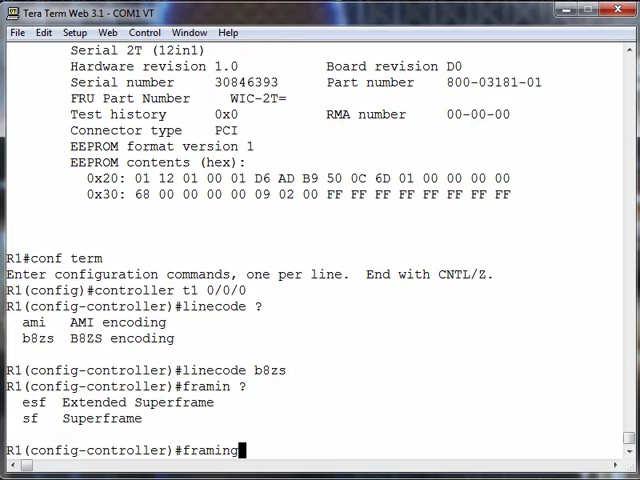 Tera Term Web 3.1 - COM1 VT
File Edit Setup Web Control Window Help
Serial 2T (12in1)
Hardware revision 1.0 Board revision D0
Serial number 30846393 Part number 800-03181-01
FRU Part Number WIC-2T=
Test history 0x0 RMA number 00-00-00
Connector type PCI
EEPROM format version 1
EEPROM contents (hex):
0x20: 01 12 01 00 01 D6 AD B9 50 0C 6D 01 00 00 00 00
0x30: 68 00 00 00 00 09 02 00 FF FF FF FF FF FF FF FF
R1#conf term
Enter configuration commands, one per line. End with CNTL/Z.
R1(config)#controller t1 0/0/0
R1(config-controller)#linecode ?
ami AMI encoding
b8zs B8ZS encoding
R1(config-controller)#linecode b8zs
R1(config-controller)#framin ?
esf Extended Superframe
sf Superframe
R1(config-controller)#framing